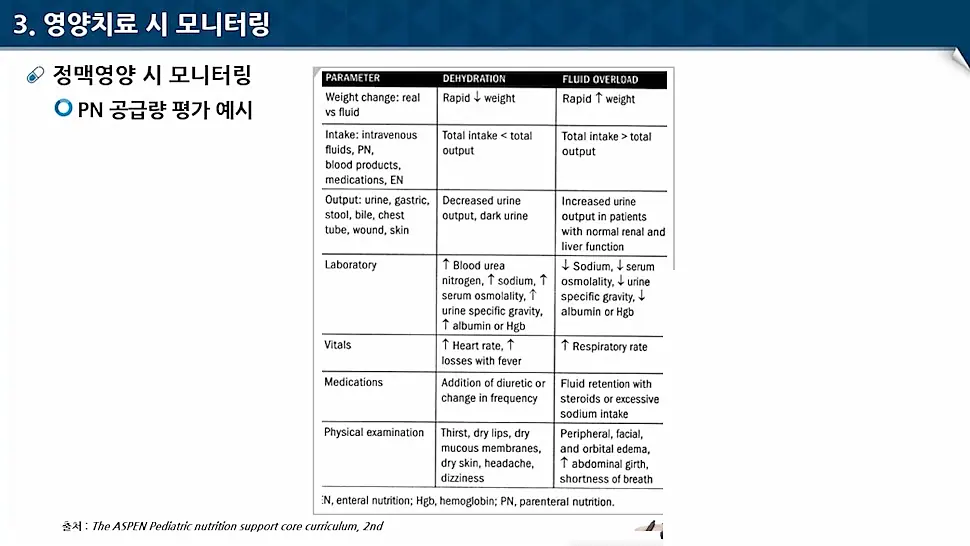 3. 영양치료 시 모니터링
정맥영양 시 모니터링
PN 공급량 평가 예시
PARAMETER DEHYDRATION FLUID OVERLOAD
Weight change: real
vs fluid
Rapid ↓ weight
Rapid ↑ weight
Intake: intravenous
fluids, PN,
blood products,
medications, EN
Total intake < total
output
Total intake > total
output
Output: urine, gastric,
stool, bile, chest
tube, wound, skin
Decreased urine
output, dark urine
Increased urine
output in patients
with normal renal and
liver function
Laboratory
↑ Blood urea
nitrogen, ↑ sodium, ↑
serum osmolality, ↑
urine specific gravity,
↑ albumin or Hgb
↓ Sodium, ↓ serum
osmolality, ↓ urine
specific gravity, ↓
albumin or Hgb
Vitals
↑ Heart rate, ↑
losses with fever
↑ Respiratory rate
Medications
Addition of diuretic or
change in frequency
Fluid retention with
steroids or excessive
sodium intake
Physical examination
Thirst, dry lips, dry
mucous membranes,
dry skin, headache,
dizziness
Peripheral, facial,
and orbital edema,
↑ abdominal girth,
shortness of breath
EN, enteral nutrition; Hgb, hemoglobin; PN, parenteral nutrition.
출처 : The ASPEN Pediatric nutrition support core curriculum, 2nd